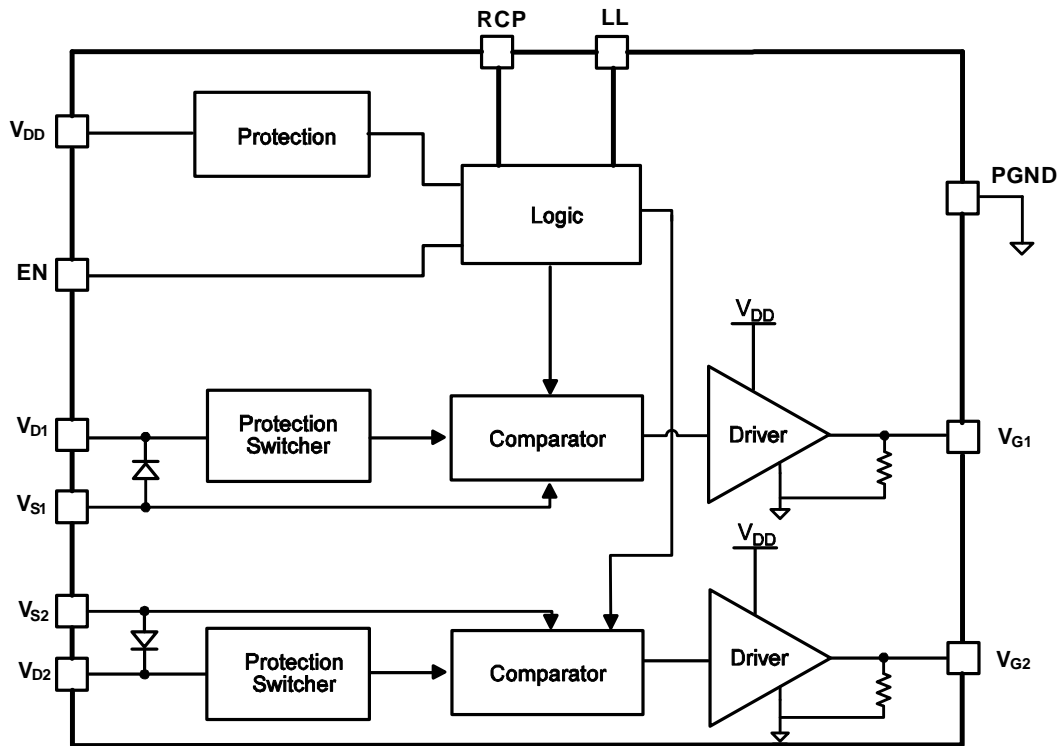 RCP
LL
VDD
Protection
PGND
Logic
EN
VDD
VD1
Protection
Switcher
Comparator
Driver
VG1
VS1
VDD
VS2
VD2
Protection
Switcher
Comparator
Driver
VG2